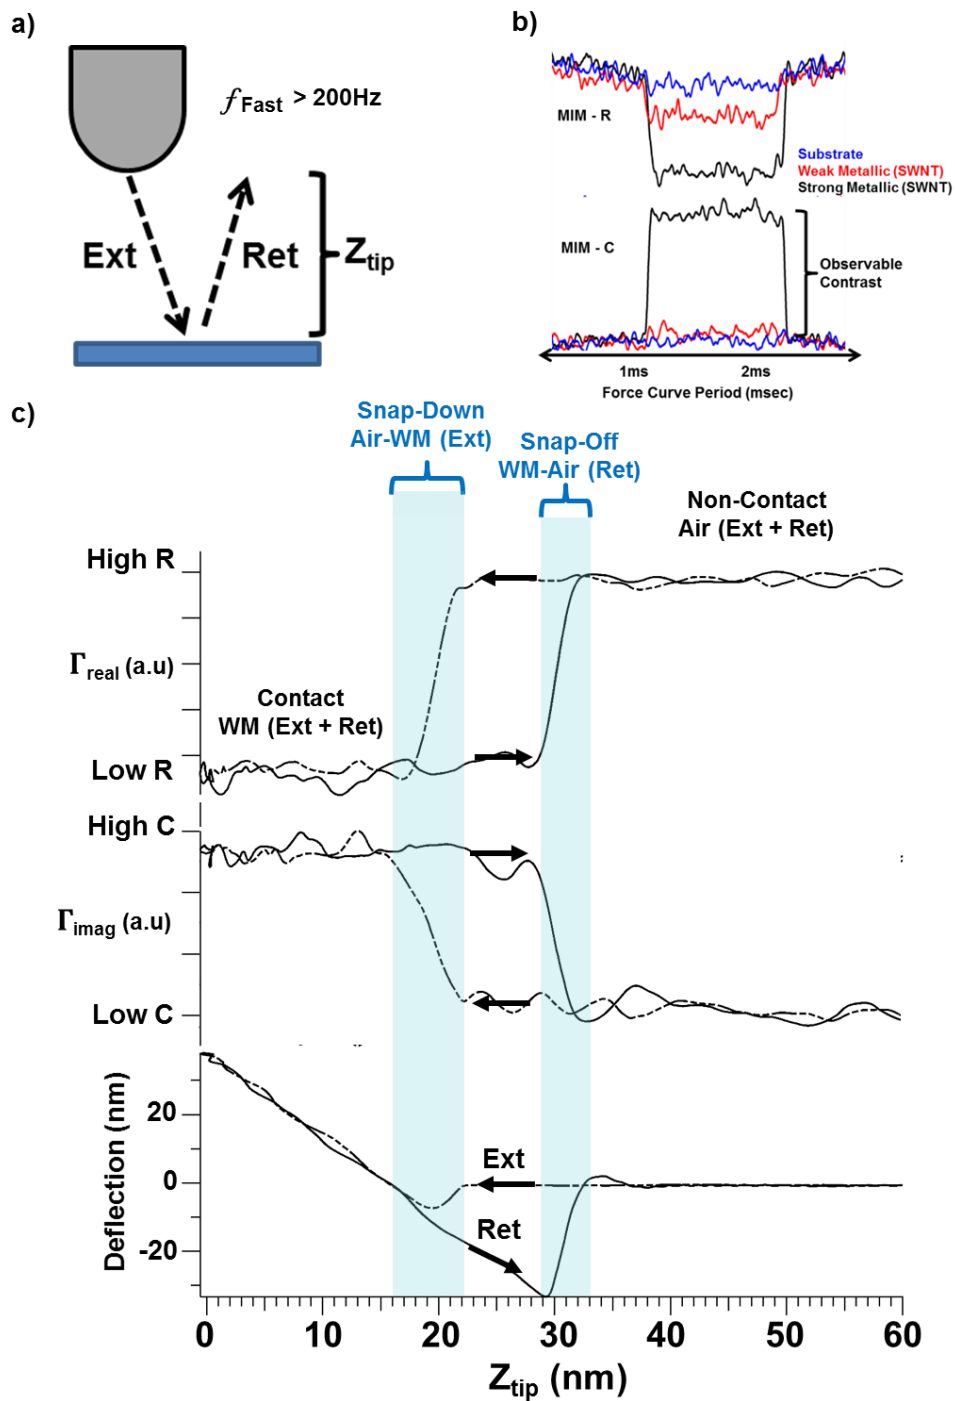 a)
f Fast > 200Hz
Ext
Ret
Ztip
b)
MIM - R
Substrate
Weak Metallic (SWNT)
Strong Metallic (SWNT)
MIM - C
Observable
Contrast
1ms
2ms
Force Curve Period (msec)
c)
Snap-Down
Air-WM (Ext)
Snap-Off
WM-Air (Ret)
Non-Contact
Air (Ext + Ret)
High R
Γreal (a.u)
Contact
WM (Ext + Ret)
Low R
High C
Γimag (a.u)
Low C
Deflection (nm)
20
0
-20
Ext
Ret
0 10 20 30 40 50 60
Ztip (nm)